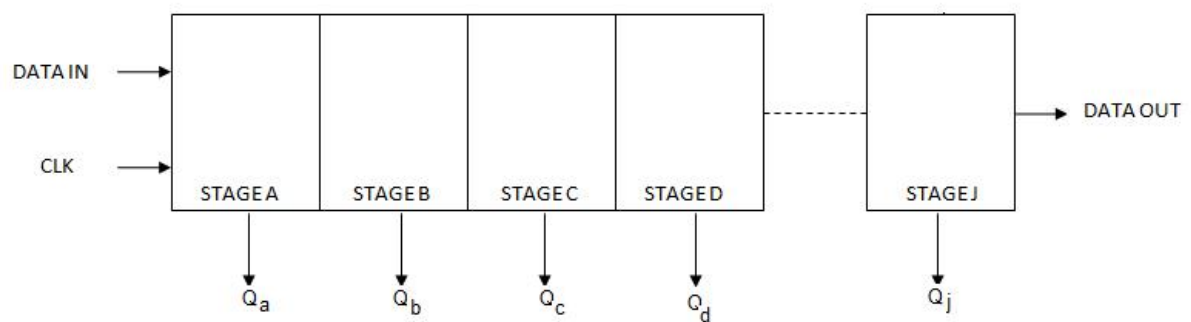 DATA IN
CLK
STAGE A STAGE B STAGE C STAGE D STAGE J
DATA OUT
Qa Qb Qc Qd Qj